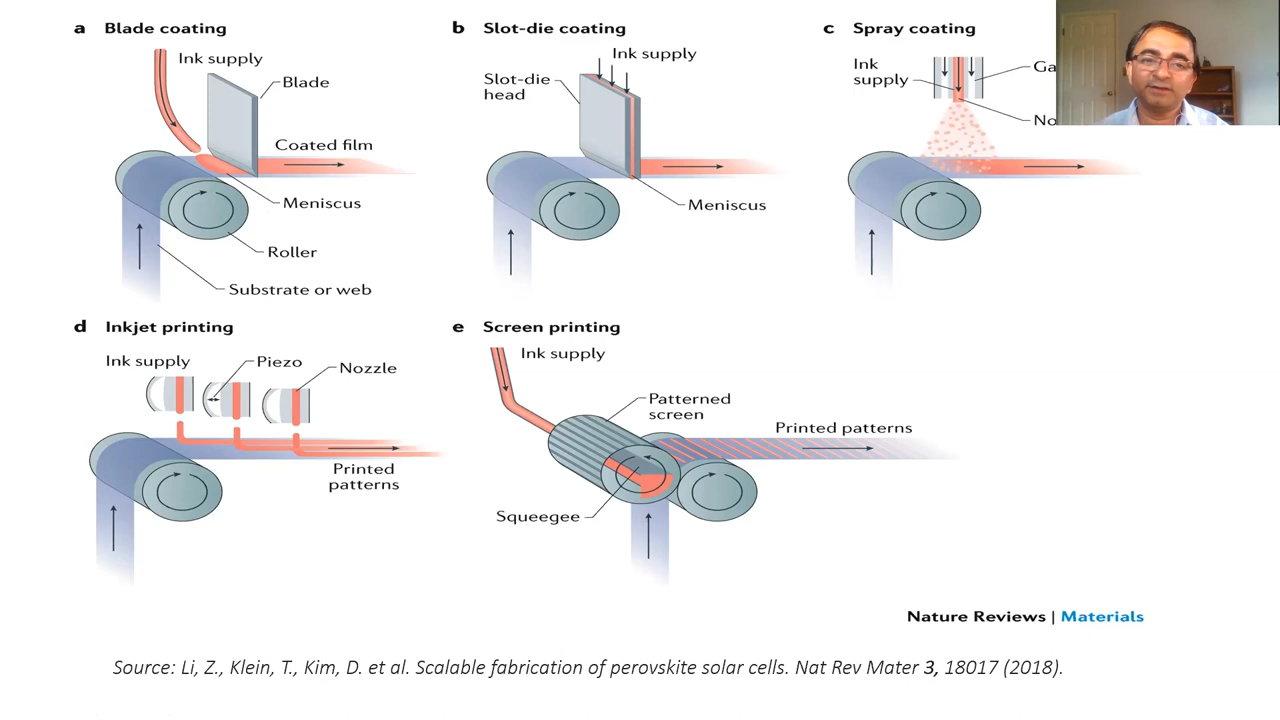 a Blade coating
Ink supply
Blade
Coated film
Meniscus
Roller
Substrate or web
b Slot-die coating
Ink supply
Slot-die
head
Meniscus
c Spray coating
Ink
supply
d Inkjet printing
Ink supply
Piezo
Nozzle
Printed
patterns
e Screen printing
Ink supply
Patterned
screen
Printed patterns
Squeegee
Nature Reviews | Materials
Source: Li, Z., Klein, T., Kim, D. et al. Scalable fabrication of perovskite solar cells. Nat Rev Mater 3, 18017 (2018).